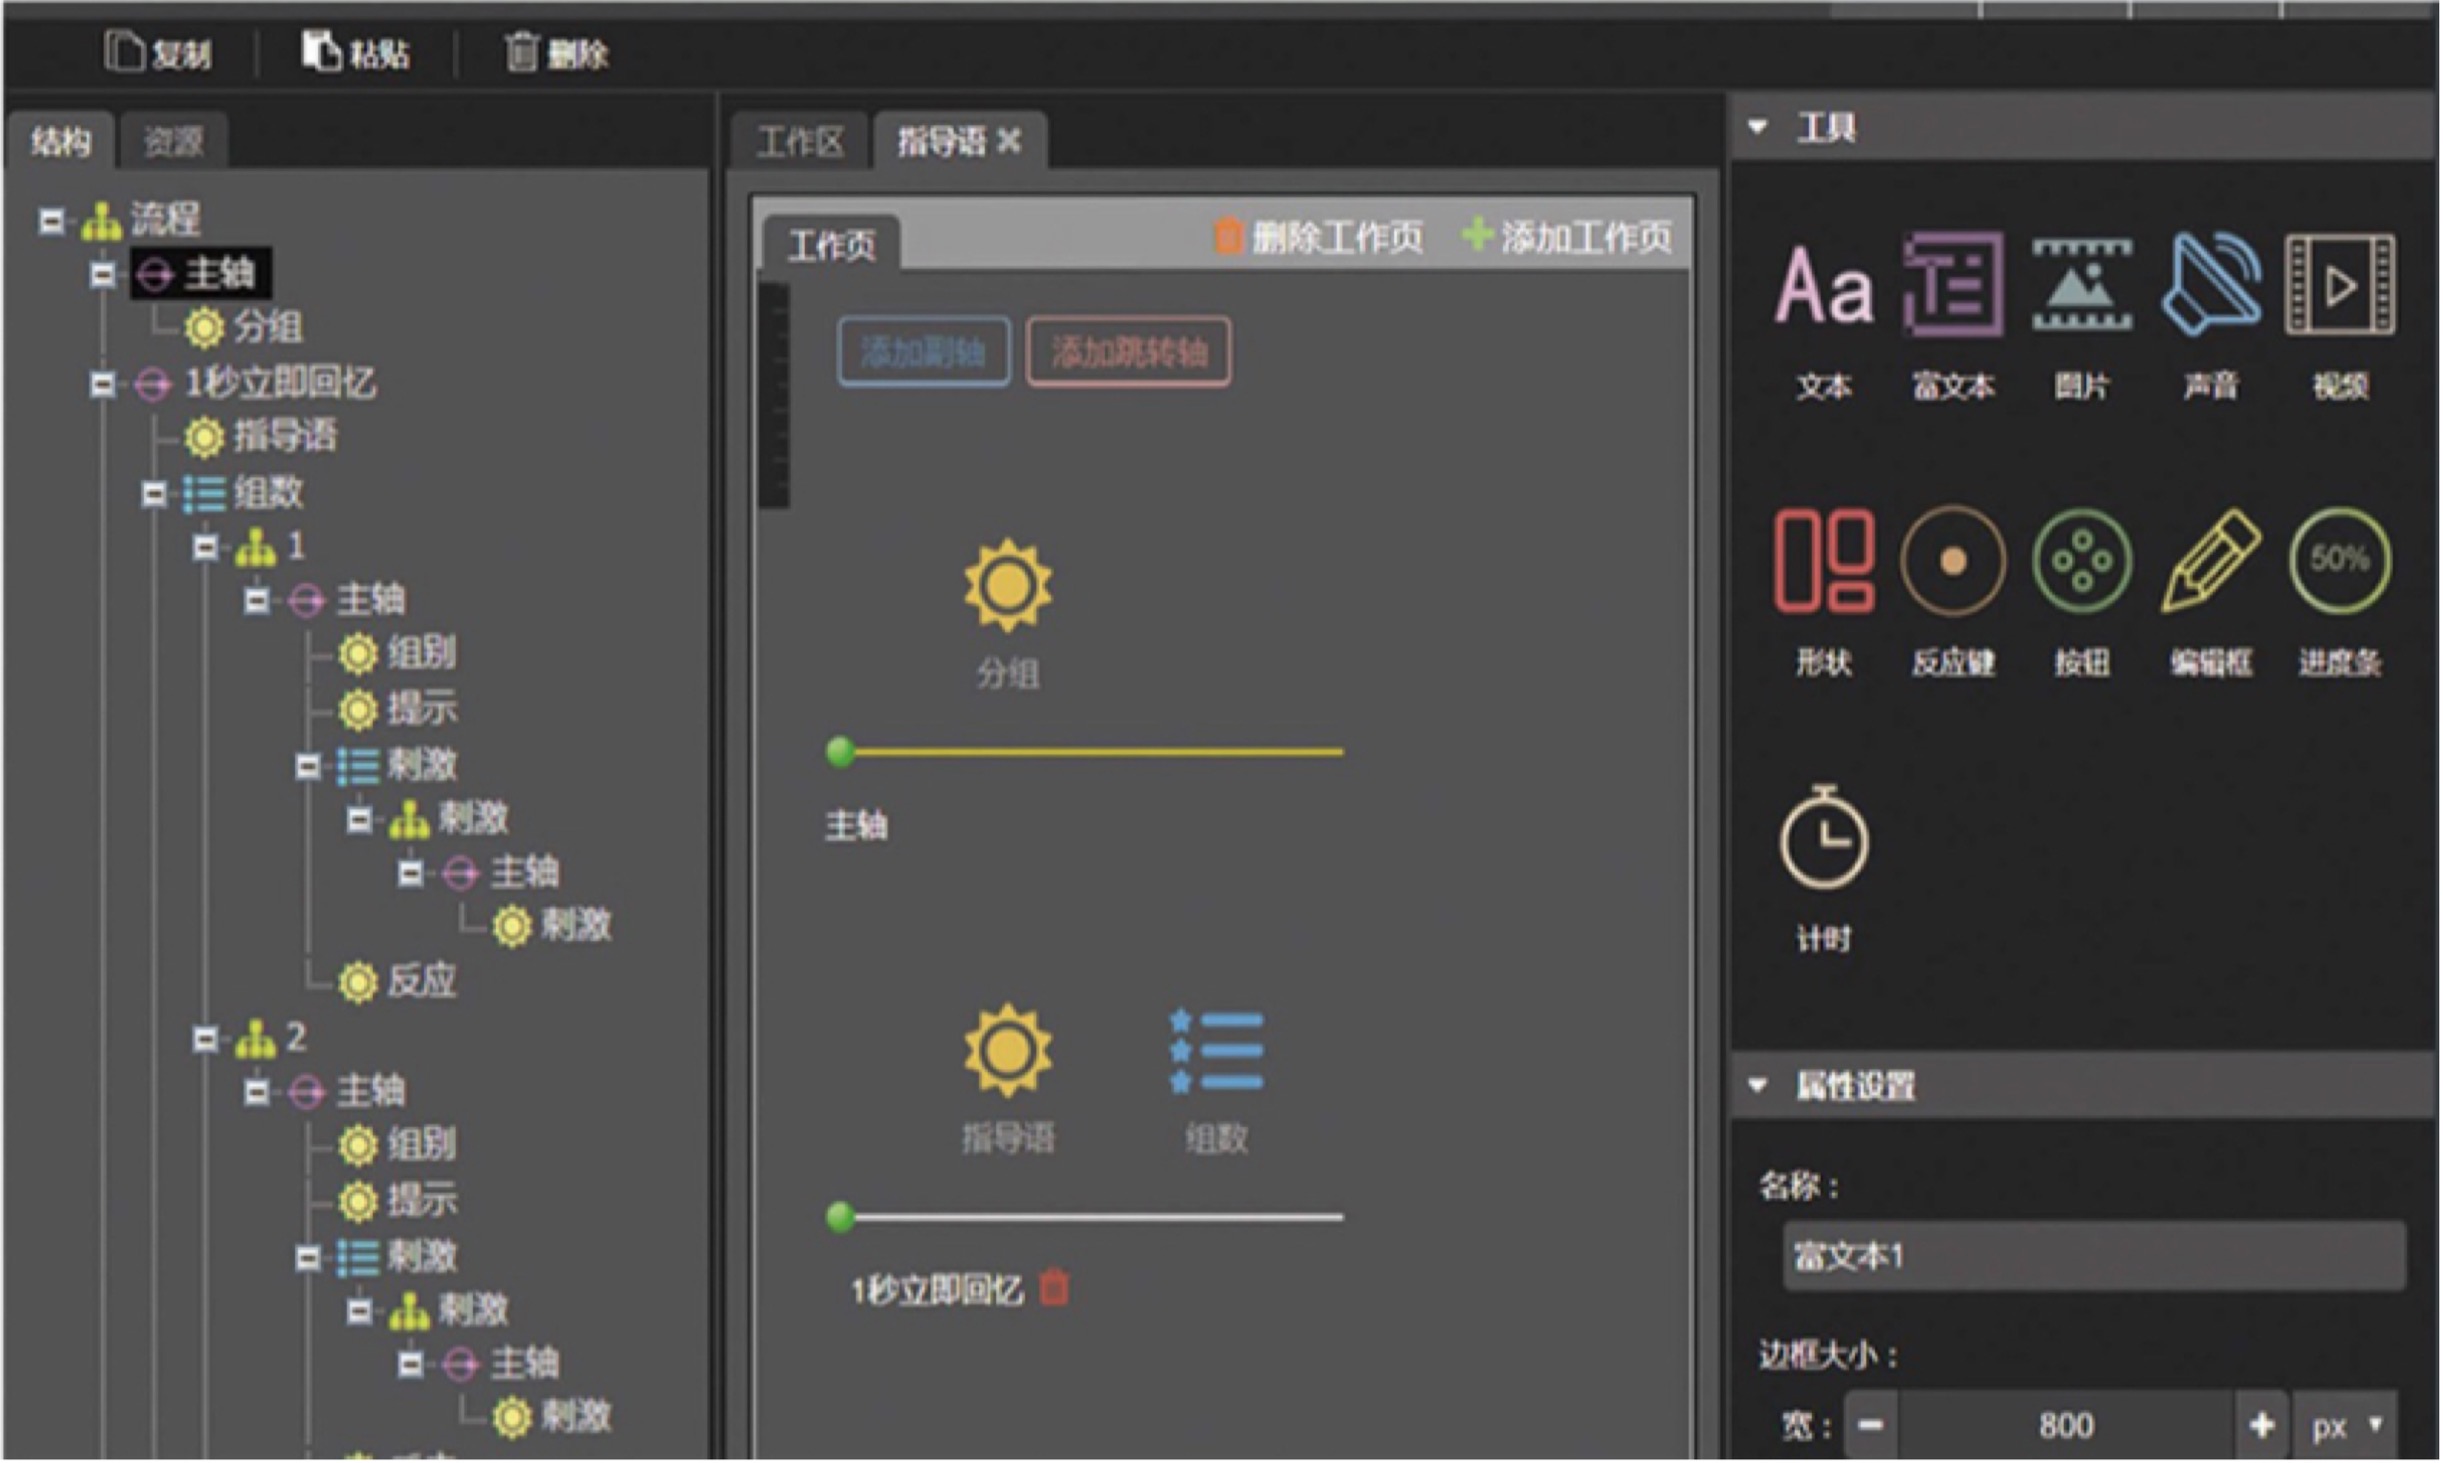 复制 粘贴 删除
结构 资源
流程
主轴
分组
1秒立即回忆
指导语
组数
1
主轴
组别
提示
刺激
刺激
主轴
刺激
反应
2
主轴
组别
提示
刺激
刺激
主轴
刺激
工作区 指导语
工作页 删除工作页 添加工作页
添加副轴 添加跳转轴
分组
主轴
指导语 组数
1秒立即回忆
工具
Aa
文本 富文本 图片 声音 视频
50%
形状 反应键 按钮 编辑框 进度条
计时
属性设置
名称：
富文本1
边框大小：
宽： 800 px